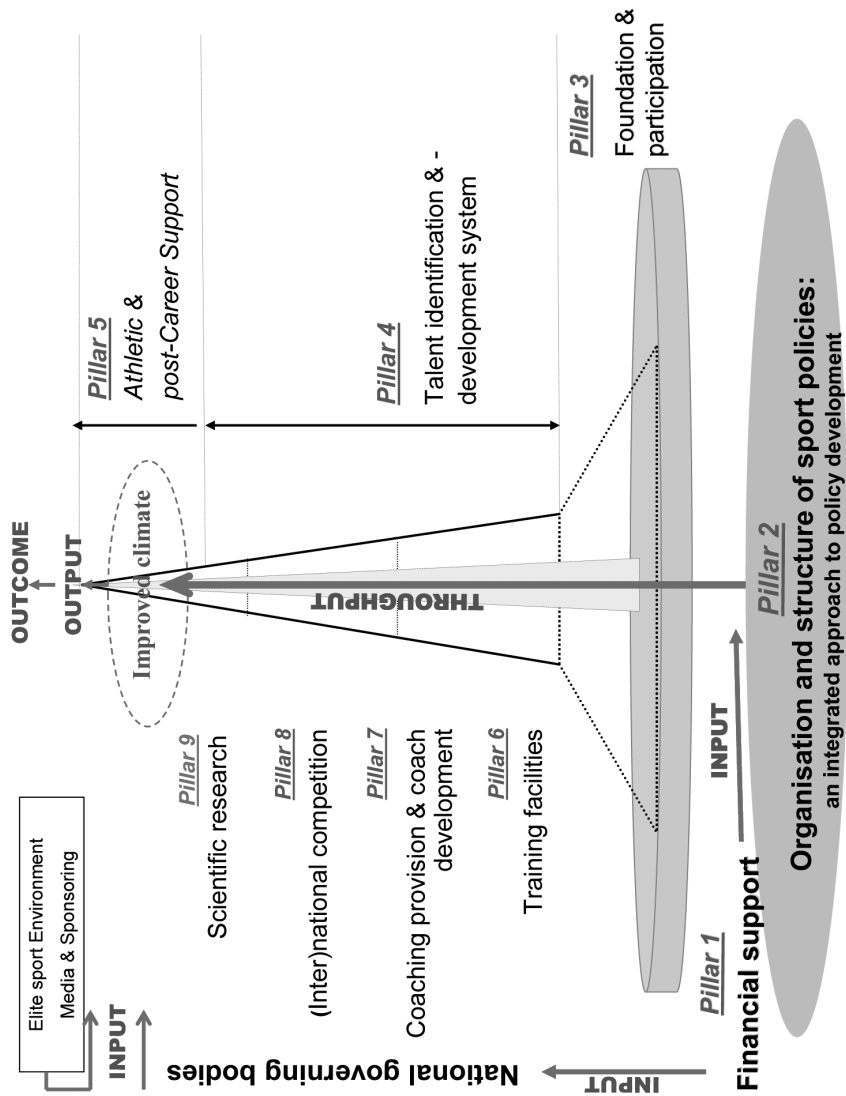 OUTCOME
OUTPUT
Elite sport Environment
Media & Sponsoring
INPUT
Improved climate
Pillar 5
Athletic &
post-Career Support
Pillar 9
Scientific research
Pillar 8
(Inter)national competition
Pillar 7
Coaching provision & coach
development
Pillar 6
Training facilities
THROUGHPUT
Pillar 4
Talent identification & -
development system
National governing bodies
INPUT
Pillar 3
Foundation &
participation
Pillar 1
Financial support
INPUT
Pillar 2
Organisation and structure of sport policies:
an integrated approach to policy development